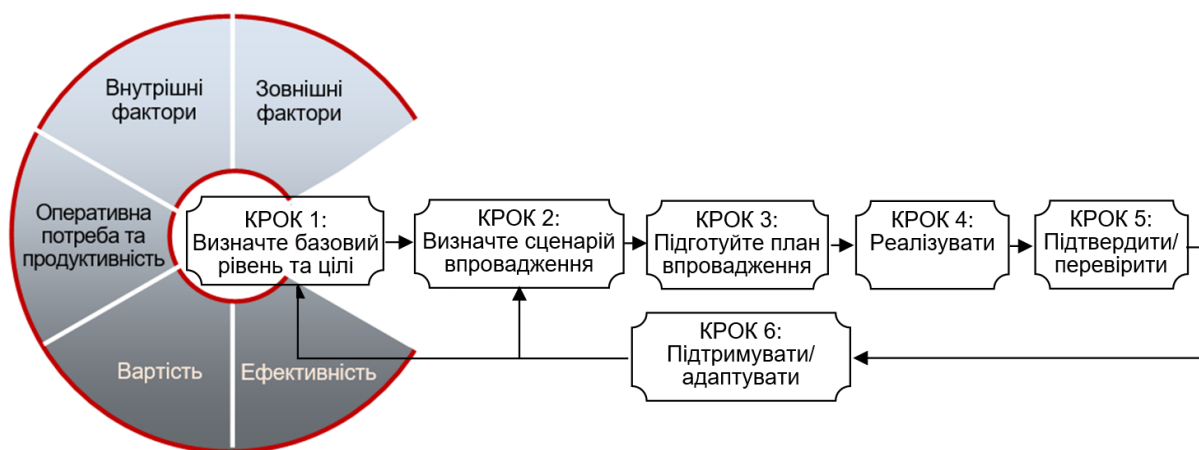 Внутрішні
фактори
Зовнішні
фактори
Оперативна
потреба та
продуктивність
Вартість
Ефективність
КРОК 1:
Визначте базовий
рівень та цілі
КРОК 2:
Визначте сценарій
впровадження
КРОК 3:
Підготуйте план
впровадження
КРОК 4:
Реалізувати
КРОК 5:
Підтвердити/
перевірити
КРОК 6:
Підтримувати/
адаптувати